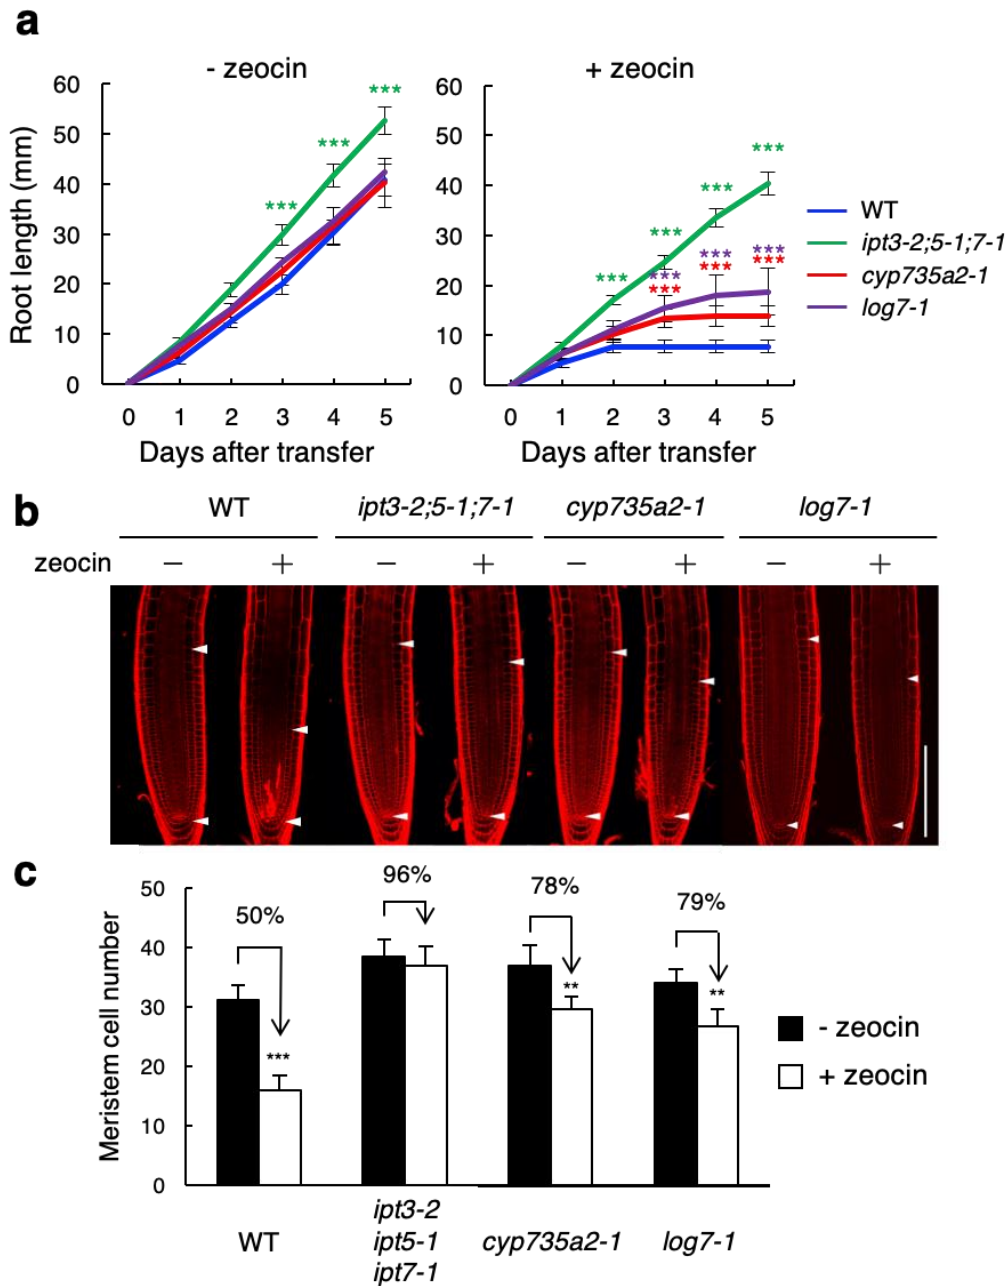 a
- zeocin
+ zeocin
Root length (mm)
60
50
40
30
20
10
0
***
***
***
0 1 2 3 4 5
Days after transfer
60
50
40
30
20
10
0
***
***
***
***
***
***
***
***
***
***
0 1 2 3 4 5
Days after transfer
WT
ipt3-2;5-1;7-1
cyp735a2-1
log7-1
b
WT
ipt3-2;5-1;7-1
cyp735a2-1
log7-1
zeocin − + − + − + − +
c
Meristem cell number
50
40
30
20
10
0
50%
96%
78%
79%
***
**
**
- zeocin
+ zeocin
WT
ipt3-2
ipt5-1
ipt7-1
cyp735a2-1
log7-1